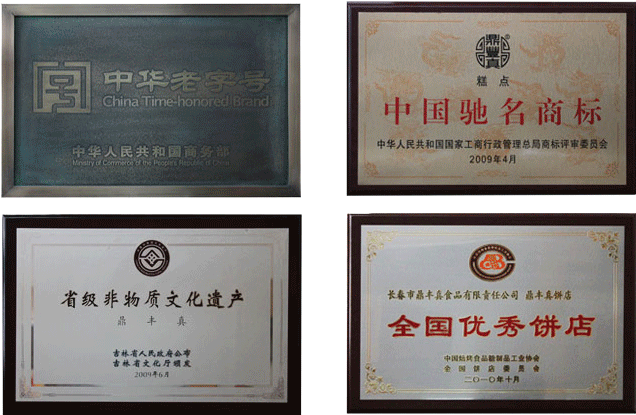 中华老字号
China Time-honored Brand
中华人民共和国商务部
Ministry of Commerce of the People's Republic of China
鼎豐真
糕点
中国驰名商标
中华人民共和国国家工商行政管理总局商标评审委员会
2009年4月
省级非物质文化遗产
鼎丰真
吉林省人民政府公布
吉林省文化厅颁发
2009年6月
长春市鼎丰真食品有限责任公司 鼎丰真饼店
全国优秀饼店
中国焙烤食品糖制品工业协会
全国饼店委员会
二〇一〇年十月